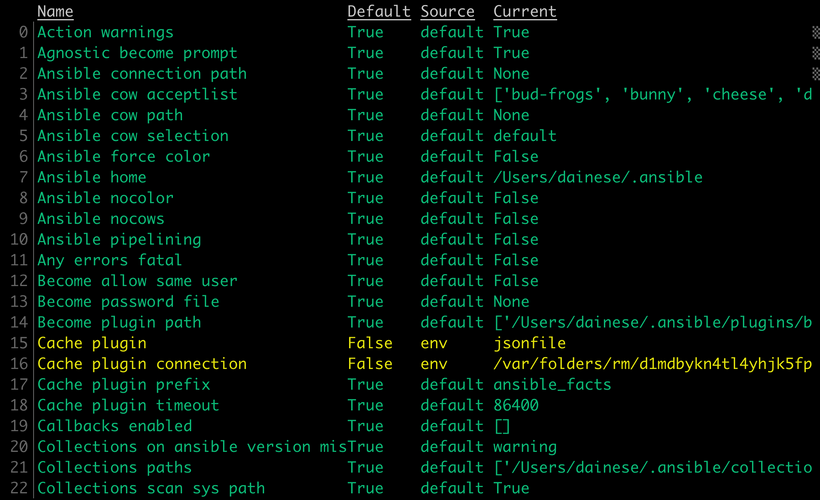 Name Default Source Current
0 Action warnings True default True
1 Agnostic become prompt True default True
2 Ansible connection path True default None
3 Ansible cow acceptlist True default ['bud-frogs', 'bunny', 'cheese', 'd
4 Ansible cow path True default None
5 Ansible cow selection True default default
6 Ansible force color True default False
7 Ansible home True default /Users/dainese/.ansible
8 Ansible nocolor True default False
9 Ansible nocows True default False
10 Ansible pipelining True default False
11 Any errors fatal True default False
12 Become allow same user True default False
13 Become password file True default None
14 Become plugin path True default ['/Users/dainese/.ansible/plugins/b
15 Cache plugin False env jsonfile
16 Cache plugin connection False env /var/folders/rm/d1mdbykn4tl4yhjk5fp
17 Cache plugin prefix True default ansible_facts
18 Cache plugin timeout True default 86400
19 Callbacks enabled True default []
20 Collections on ansible version misTrue default warning
21 Collections paths True default ['/Users/dainese/.ansible/collectio
22 Collections scan sys path True default True